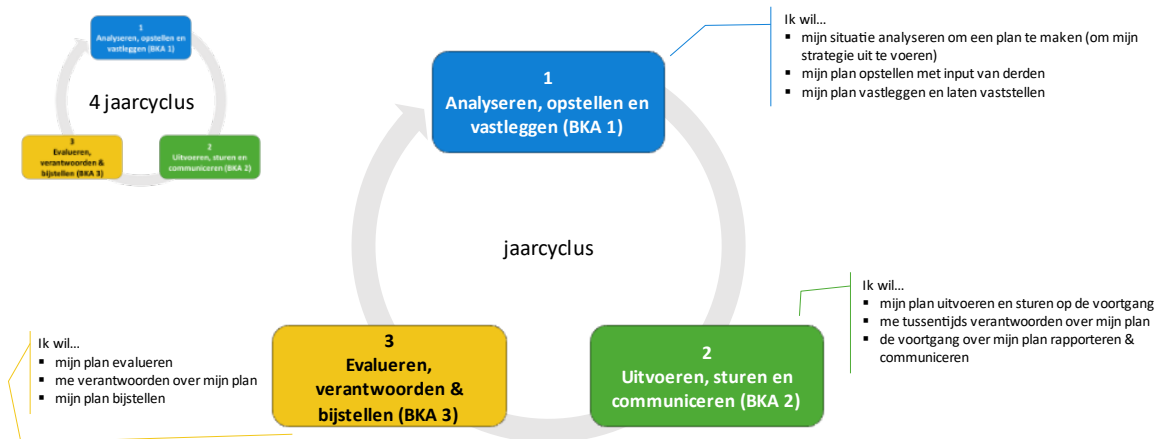 1
Analyseren, opstellen en
vastleggen (BKA 1)
4 jaarcyclus
3
Evalueren,
verantwoorden &
bijstellen (BKA 3)
2
Uitvoeren, sturen en
communiceren (BKA 2)
1
Analyseren, opstellen en
vastleggen (BKA 1)
Ik wil...
▪ mijn situatie analyseren om een plan te maken (om mijn
strategie uit te voeren)
▪ mijn plan opstellen met input van derden
▪ mijn plan vastleggen en laten vaststellen
jaarcyclus
2
Uitvoeren, sturen en
communiceren (BKA 2)
Ik wil...
▪ mijn plan uitvoeren en sturen op de voortgang
▪ me tussentijds verantwoorden over mijn plan
▪ de voortgang over mijn plan rapporteren &
communiceren
3
Evalueren,
verantwoorden &
bijstellen (BKA 3)
Ik wil...
▪ mijn plan evalueren
▪ me verantwoorden over mijn plan
▪ mijn plan bijstellen